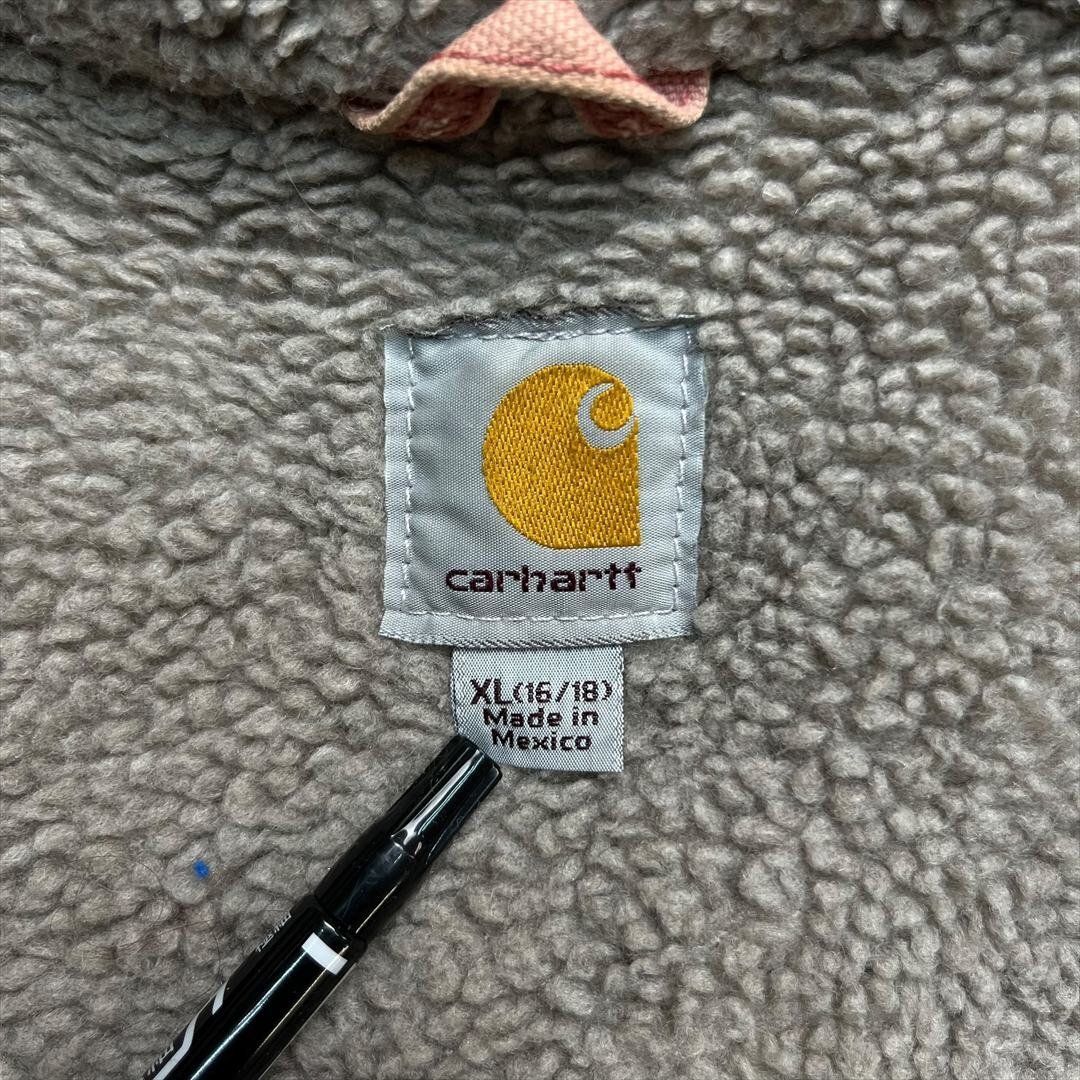 carhartt
XL(16/18)
Made in
Mexico